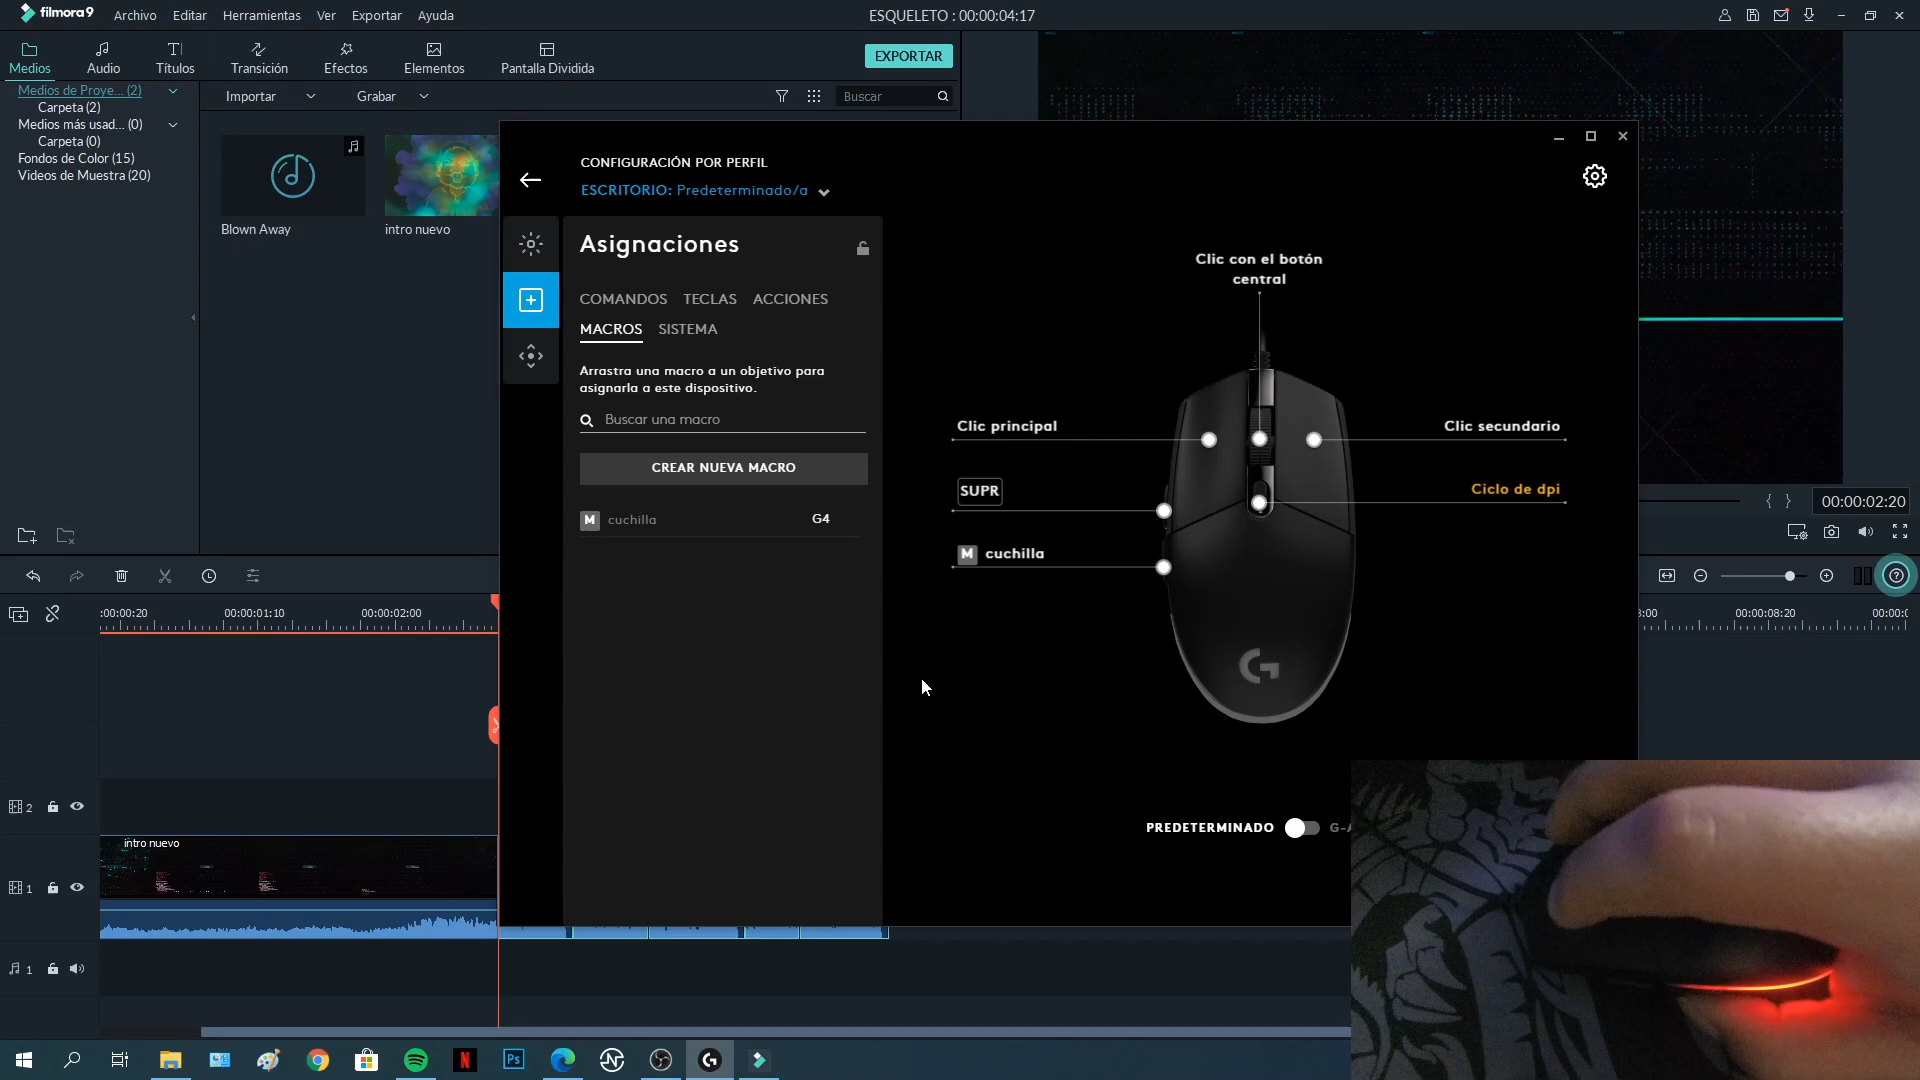 filmora9
Archivo Editar Herramientas Ver Exportar Ayuda
ESQUELETO : 00:00:04:17
Medios Audio Títulos Transición Efectos Elementos Pantalla Dividida
EXPORTAR
Medios de Proye... (2)
Carpeta (2)
Medios más usad... (0)
Carpeta (0)
Fondos de Color (15)
Videos de Muestra (20)
Importar Grabar Buscar
Blown Away
intro nuevo
CONFIGURACIÓN POR PERFIL
ESCRITORIO: Predeterminado/a
Asignaciones
COMANDOS TECLAS ACCIONES
MACROS SISTEMA
Arrastra una macro a un objetivo para
asignarla a este dispositivo.
Buscar una macro
CREAR NUEVA MACRO
M cuchilla G4
Clic con el botón
central
Clic principal
Clic secundario
SUPR
Ciclo de dpi
M cuchilla
PREDETERMINADO
{ } 00:00:02:20
:00:00:20 00:00:01:10 00:00:02:00
00:00:08:20
2
intro nuevo
1
1
Ps